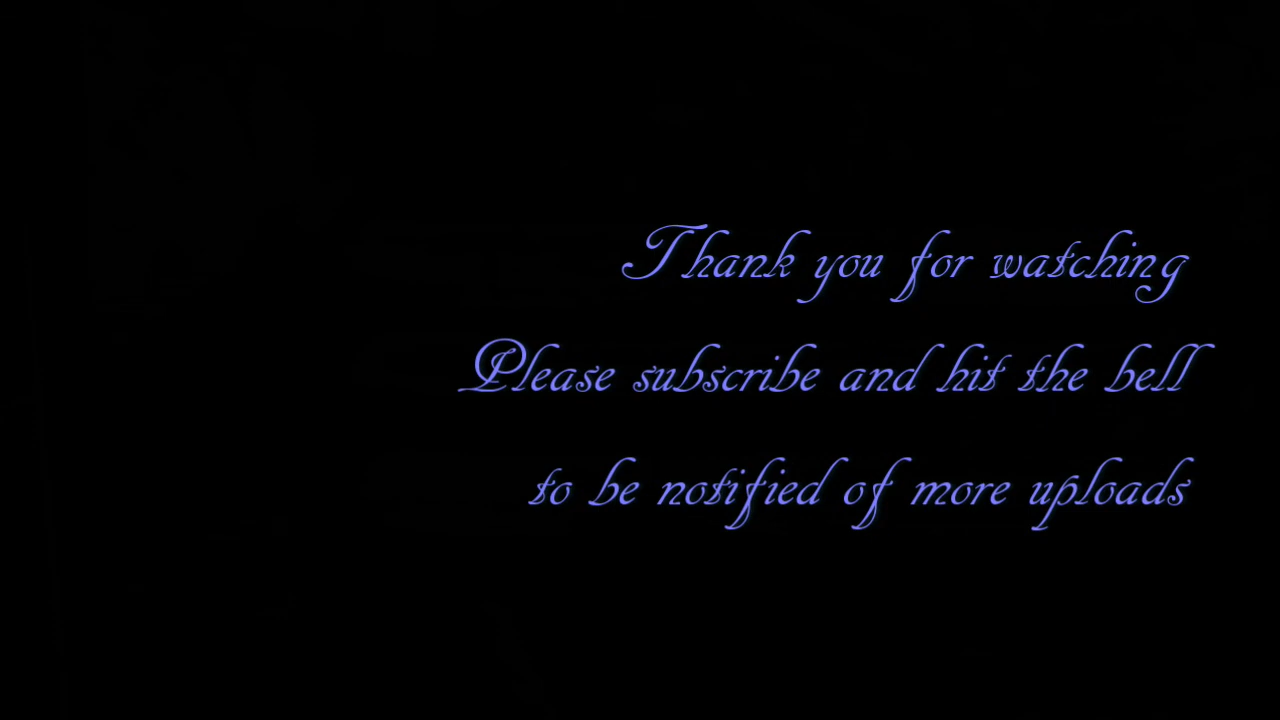 Thank you for watching
Please subscribe and hit the bell
to be notified of more uploads